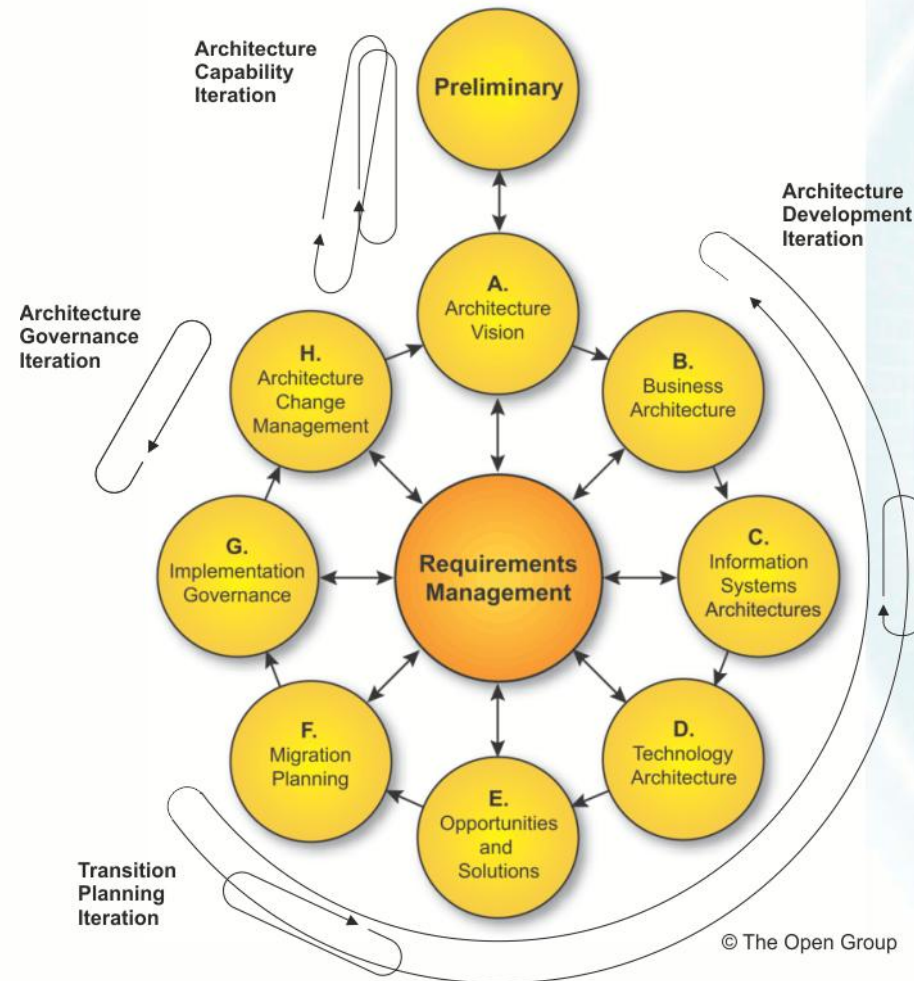 Architecture
Capability
Iteration
Preliminary
Architecture
Development
Iteration
A.
Architecture
Vision
Architecture
Governance
Iteration
H.
Architecture
Change
Management
B.
Business
Architecture
G.
Implementation
Governance
Requirements
Management
C.
Information
Systems
Architectures
F.
Migration
Planning
D.
Technology
Architecture
E.
Opportunities
and
Solutions
Transition
Planning
Iteration
© The Open Group